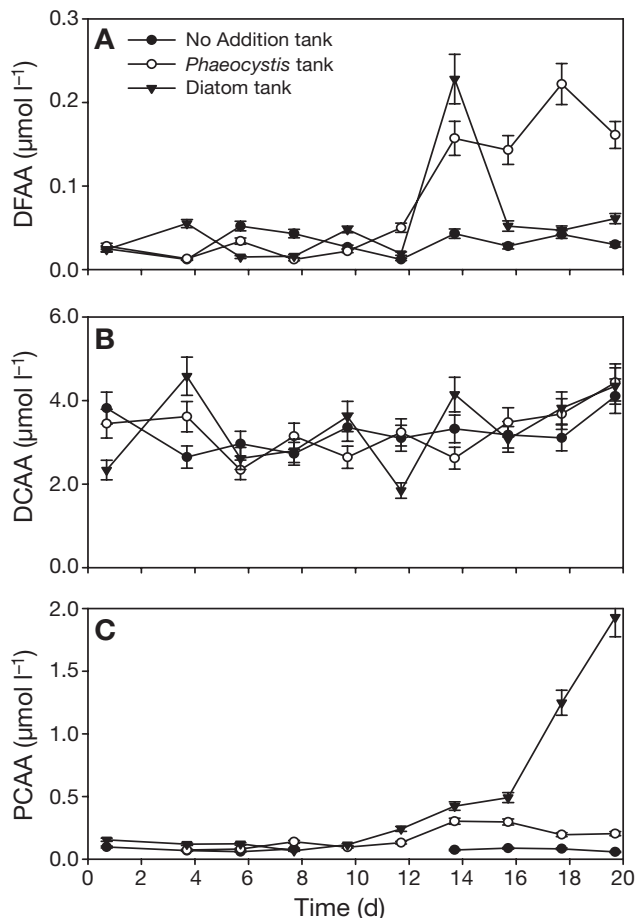 A
No Addition tank
Phaeocystis tank
Diatom tank
DFAA (µmol l⁻¹)
0.3
0.2
0.1
0.0
B
DCAA (µmol l⁻¹)
6.0
4.0
2.0
0.0
C
PCAA (µmol l⁻¹)
2.0
1.5
1.0
0.5
0.0
0 2 4 6 8 10 12 14 16 18 20
Time (d)